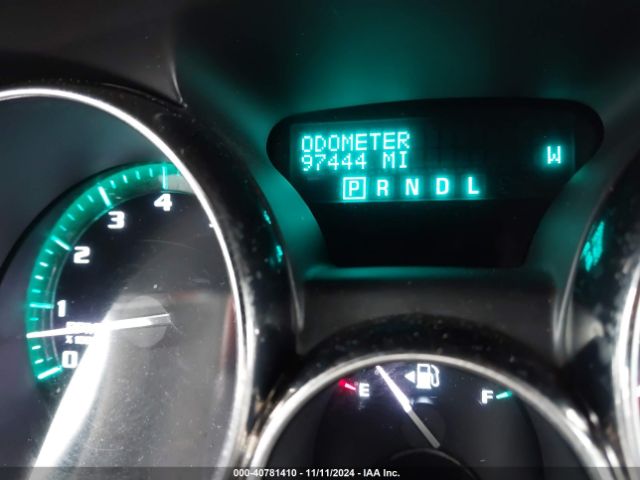 ODOMETER
97444 MI
W
P R N D L
4
3
2
1
0
E
F
000-40781410 - 11/11/2024 - IAA Inc.